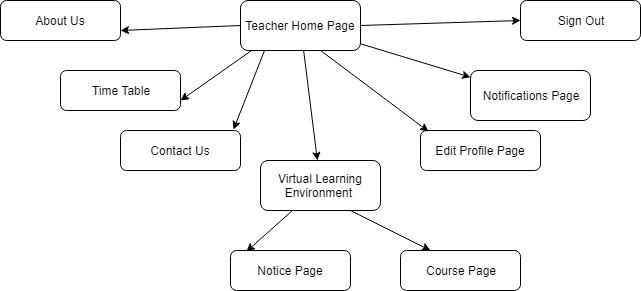 About Us
Teacher Home Page
Sign Out
Time Table
Notifications Page
Contact Us
Edit Profile Page
Virtual Learning
Environment
Notice Page
Course Page